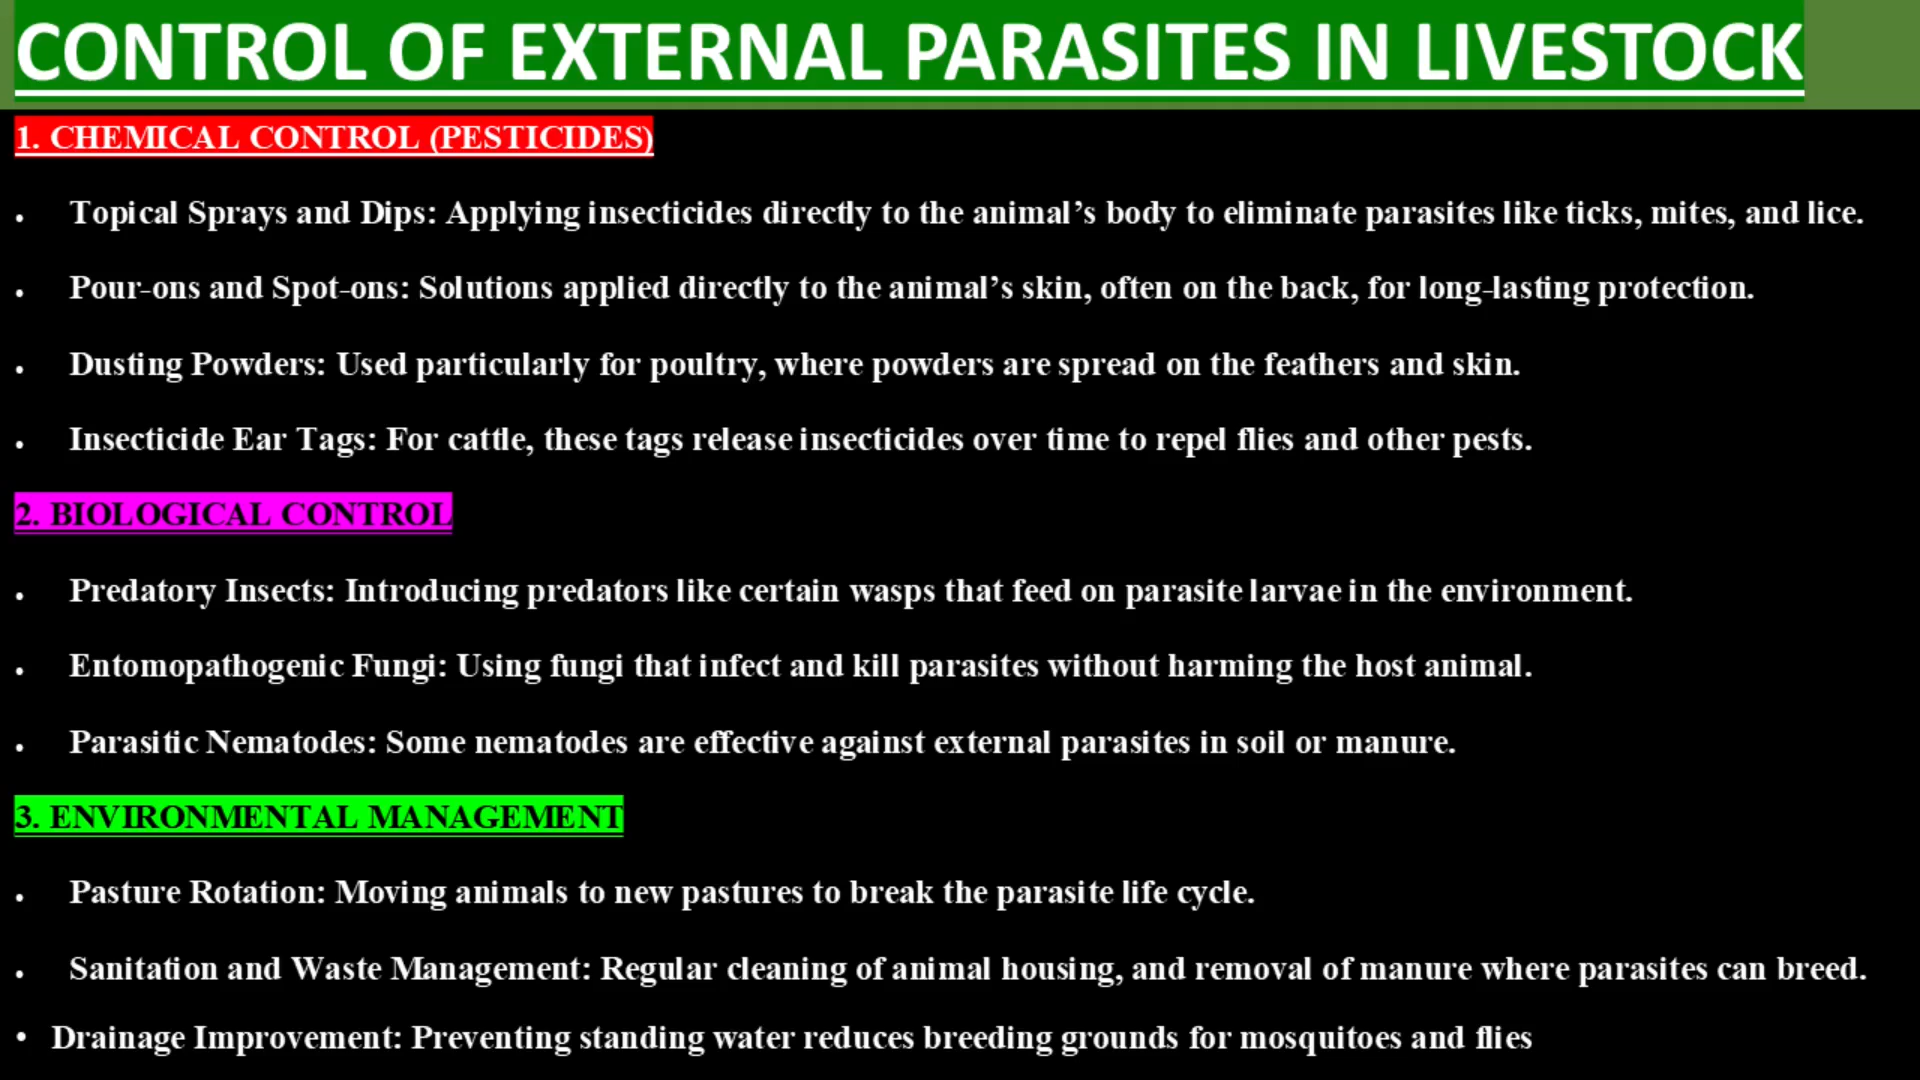 CONTROL OF EXTERNAL PARASITES IN LIVESTOCK
1. CHEMICAL CONTROL (PESTICIDES)
• Topical Sprays and Dips: Applying insecticides directly to the animal’s body to eliminate parasites like ticks, mites, and lice.
• Pour-ons and Spot-ons: Solutions applied directly to the animal’s skin, often on the back, for long-lasting protection.
• Dusting Powders: Used particularly for poultry, where powders are spread on the feathers and skin.
• Insecticide Ear Tags: For cattle, these tags release insecticides over time to repel flies and other pests.
2. BIOLOGICAL CONTROL
• Predatory Insects: Introducing predators like certain wasps that feed on parasite larvae in the environment.
• Entomopathogenic Fungi: Using fungi that infect and kill parasites without harming the host animal.
• Parasitic Nematodes: Some nematodes are effective against external parasites in soil or manure.
3. ENVIRONMENTAL MANAGEMENT
• Pasture Rotation: Moving animals to new pastures to break the parasite life cycle.
• Sanitation and Waste Management: Regular cleaning of animal housing, and removal of manure where parasites can breed.
• Drainage Improvement: Preventing standing water reduces breeding grounds for mosquitoes and flies